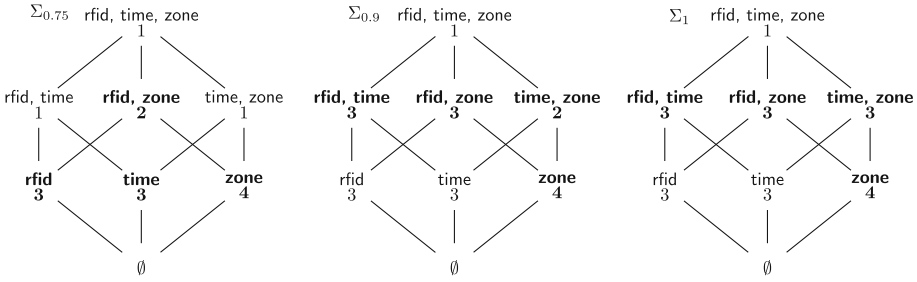 Σ0.75 rfid, time, zone
1
rfid, time rfid, zone time, zone
1 2 1
rfid time zone
3 3 4
∅
Σ0.9 rfid, time, zone
1
rfid, time rfid, zone time, zone
3 3 2
rfid time zone
3 3 4
∅
Σ1 rfid, time, zone
1
rfid, time rfid, zone time, zone
3 3 3
rfid time zone
3 3 4
∅